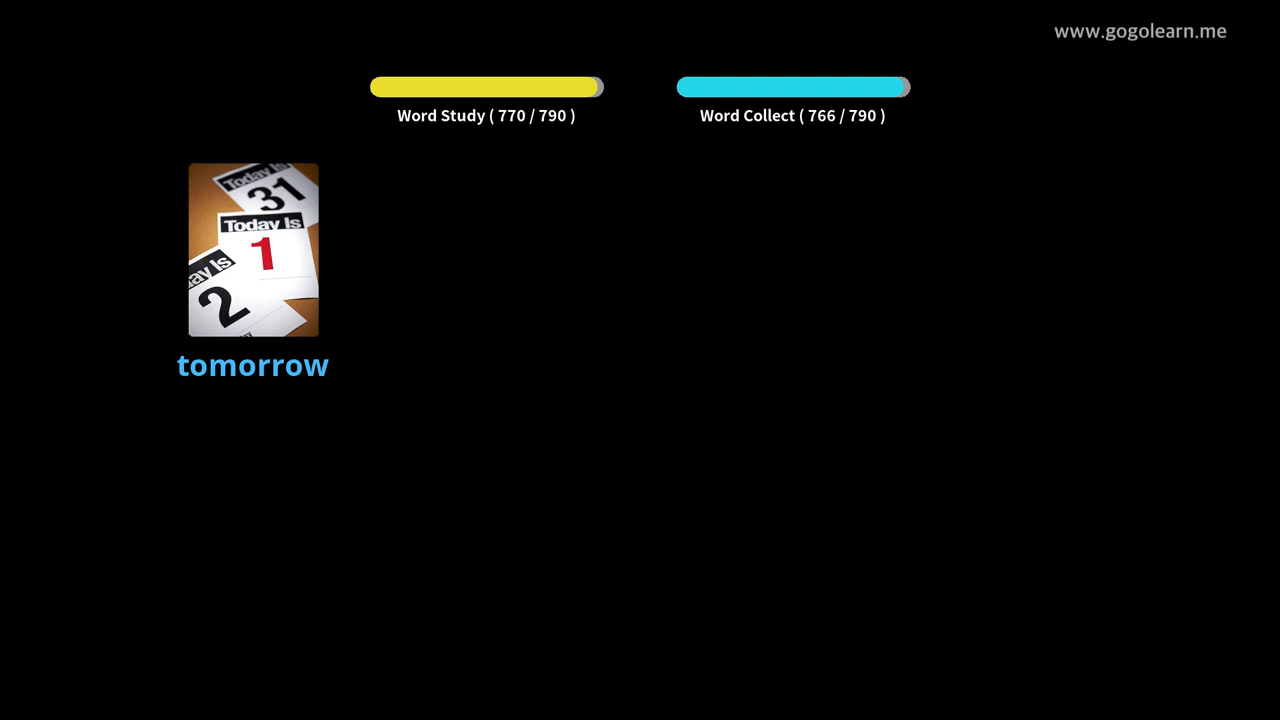 www.gogolearn.me
Word Study ( 770 / 790 )
Word Collect ( 766 / 790 )
Today Is
31
Today Is
1
ay Is
2
tomorrow